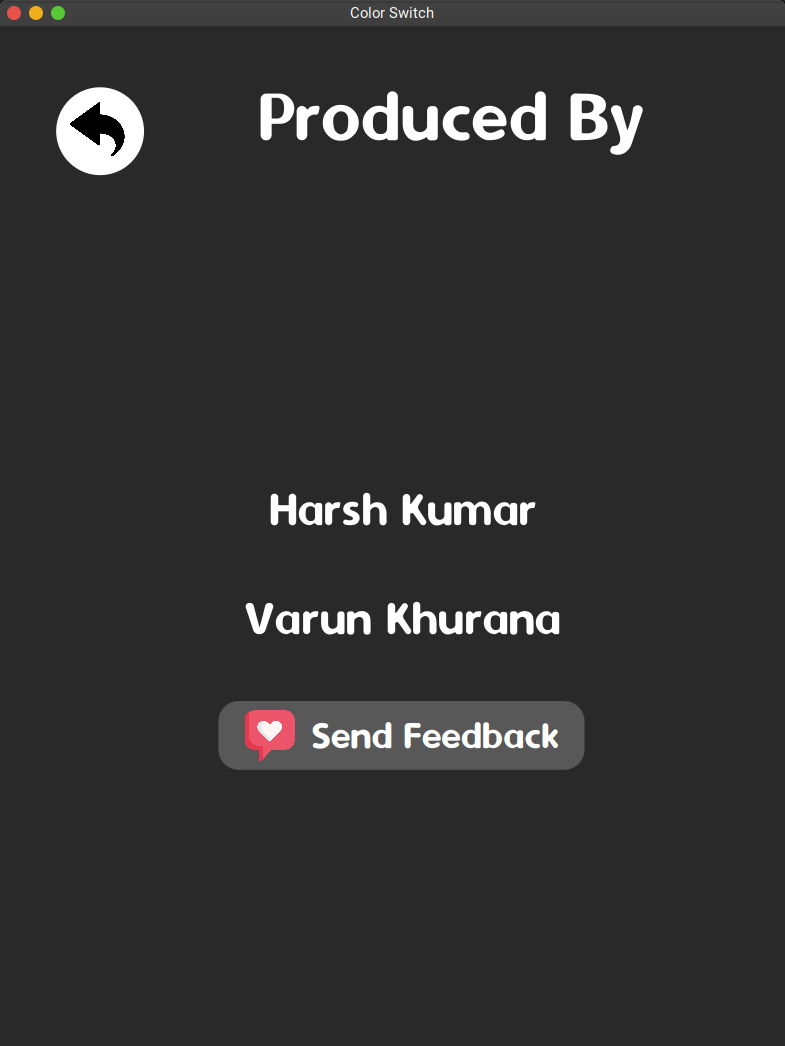 Color Switch
Produced By
Harsh Kumar
Varun Khurana
Send Feedback